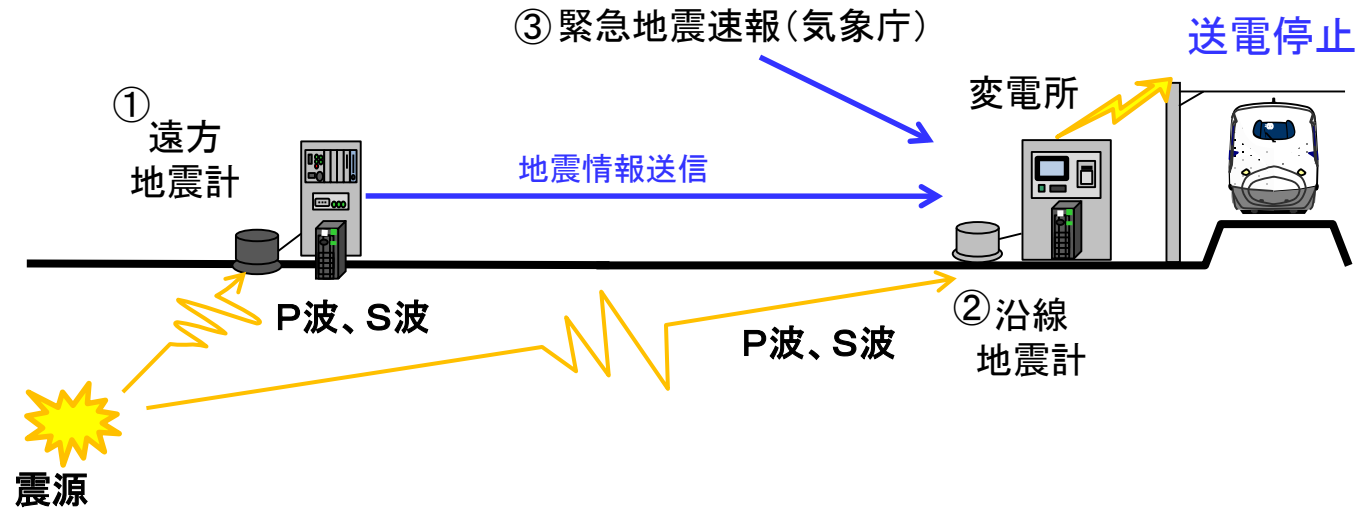 ③緊急地震速報（気象庁）
送電停止
①
遠方
地震計
変電所
地震情報送信
P波、S波
P波、S波
②沿線
地震計
震源